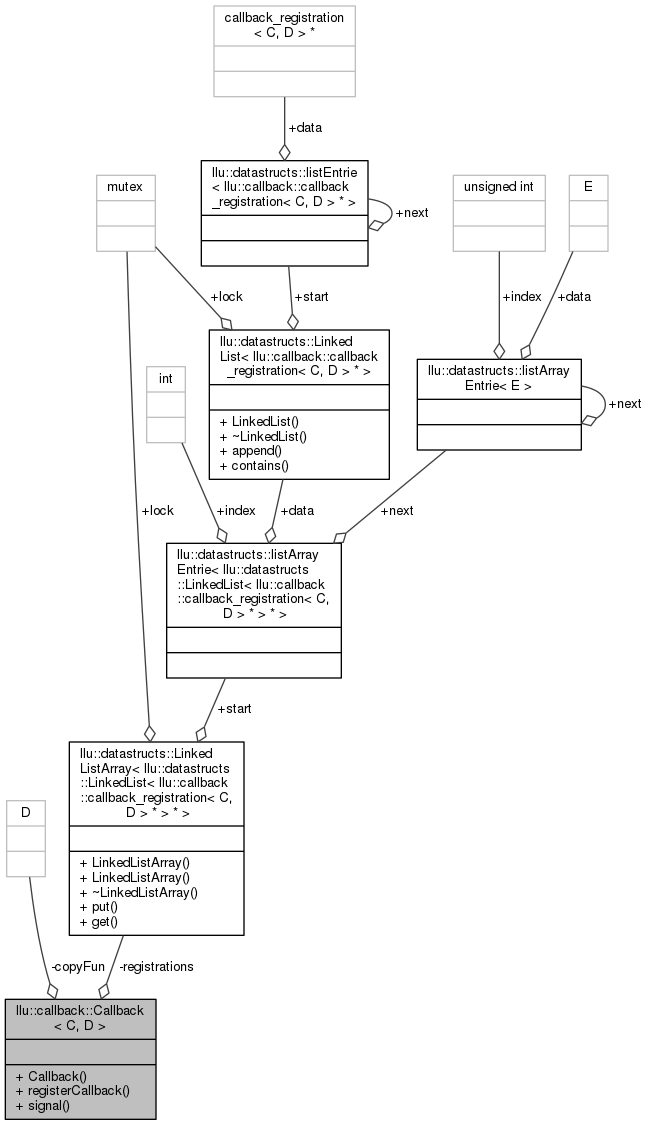 callback_registration
< C, D > *
+data
llu::datastructs::listEntrie
< llu::callback::callback
_registration< C, D > * >
+next
mutex
unsigned int
E
+lock
+start
+index
+data
llu::datastructs::Linked
List< llu::callback::callback
_registration< C, D > * >
+ LinkedList()
+ ~LinkedList()
+ append()
+ contains()
int
llu::datastructs::listArray
Entrie< E >
+next
+lock
+index
+data
+next
llu::datastructs::listArray
Entrie< llu::datastructs
::LinkedList< llu::callback
::callback_registration< C,
D > * > * >
+start
llu::datastructs::Linked
ListArray< llu::datastructs
::LinkedList< llu::callback
::callback_registration< C,
D > * > * >
+ LinkedListArray()
+ LinkedListArray()
+ ~LinkedListArray()
+ put()
+ get()
D
-copyFun
-registrations
llu::callback::Callback
< C, D >
+ Callback()
+ registerCallback()
+ signal()